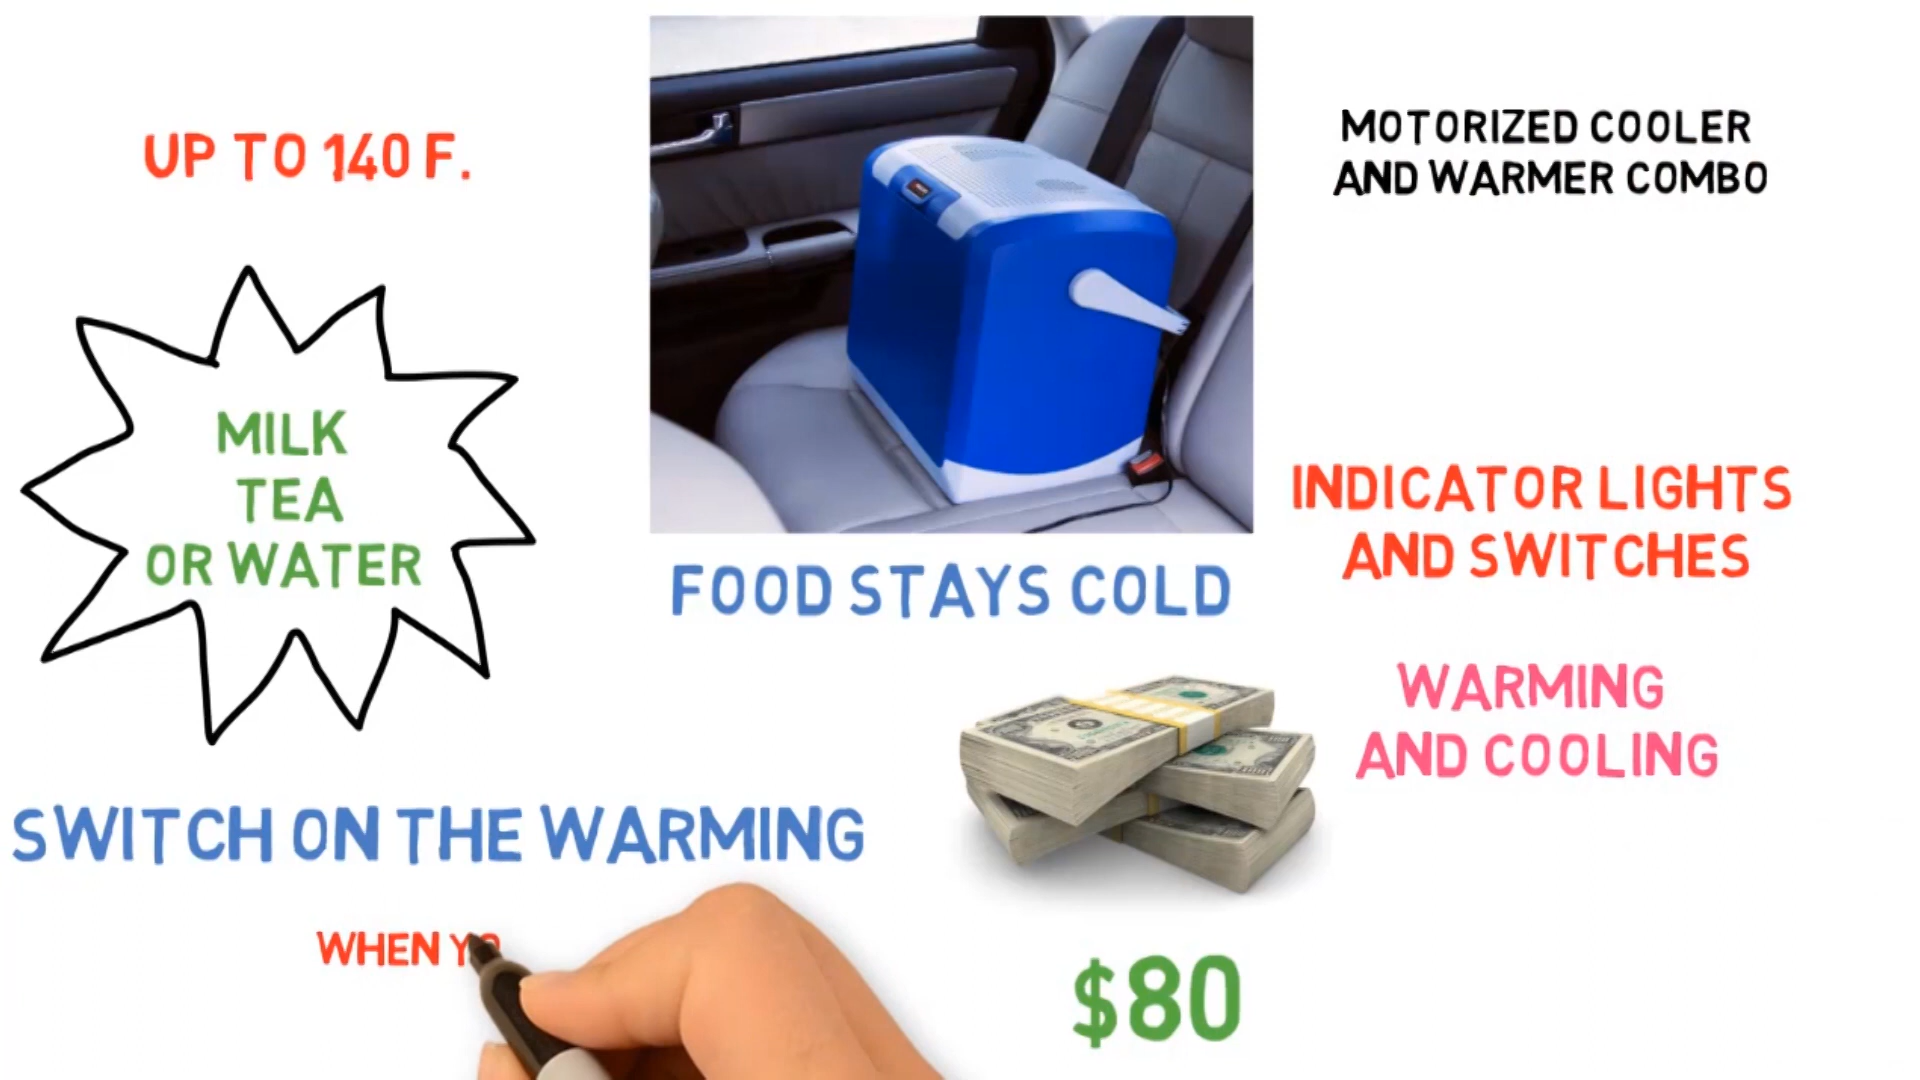 UP TO 140 F.
MOTORIZED COOLER
AND WARMER COMBO
MILK
TEA
OR WATER
FOOD STAYS COLD
INDICATOR LIGHTS
AND SWITCHES
WARMING
AND COOLING
SWITCH ON THE WARMING
WHEN
$80